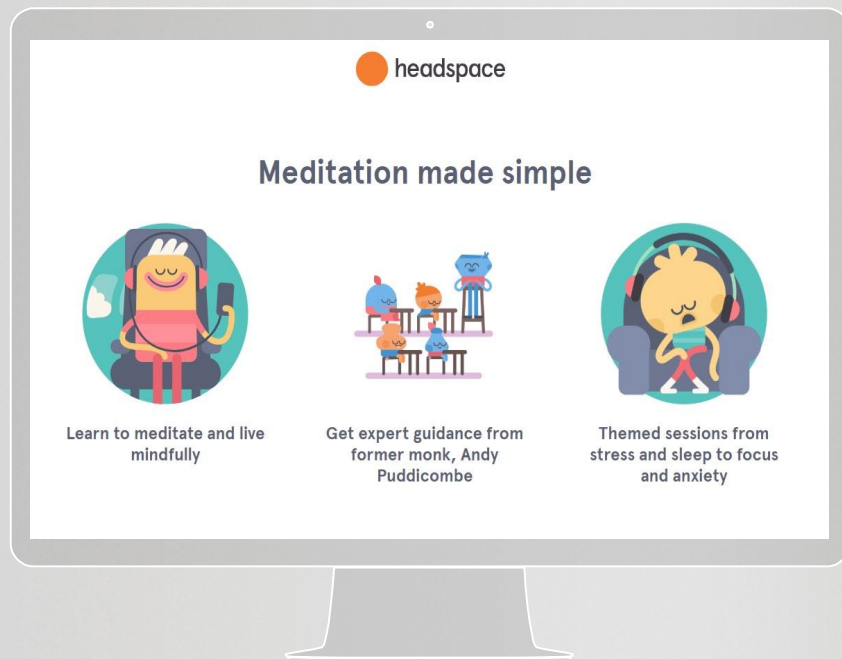 headspace
Meditation made simple
Learn to meditate and live
mindfully
Get expert guidance from
former monk, Andy
Puddicombe
Themed sessions from
stress and sleep to focus
and anxiety